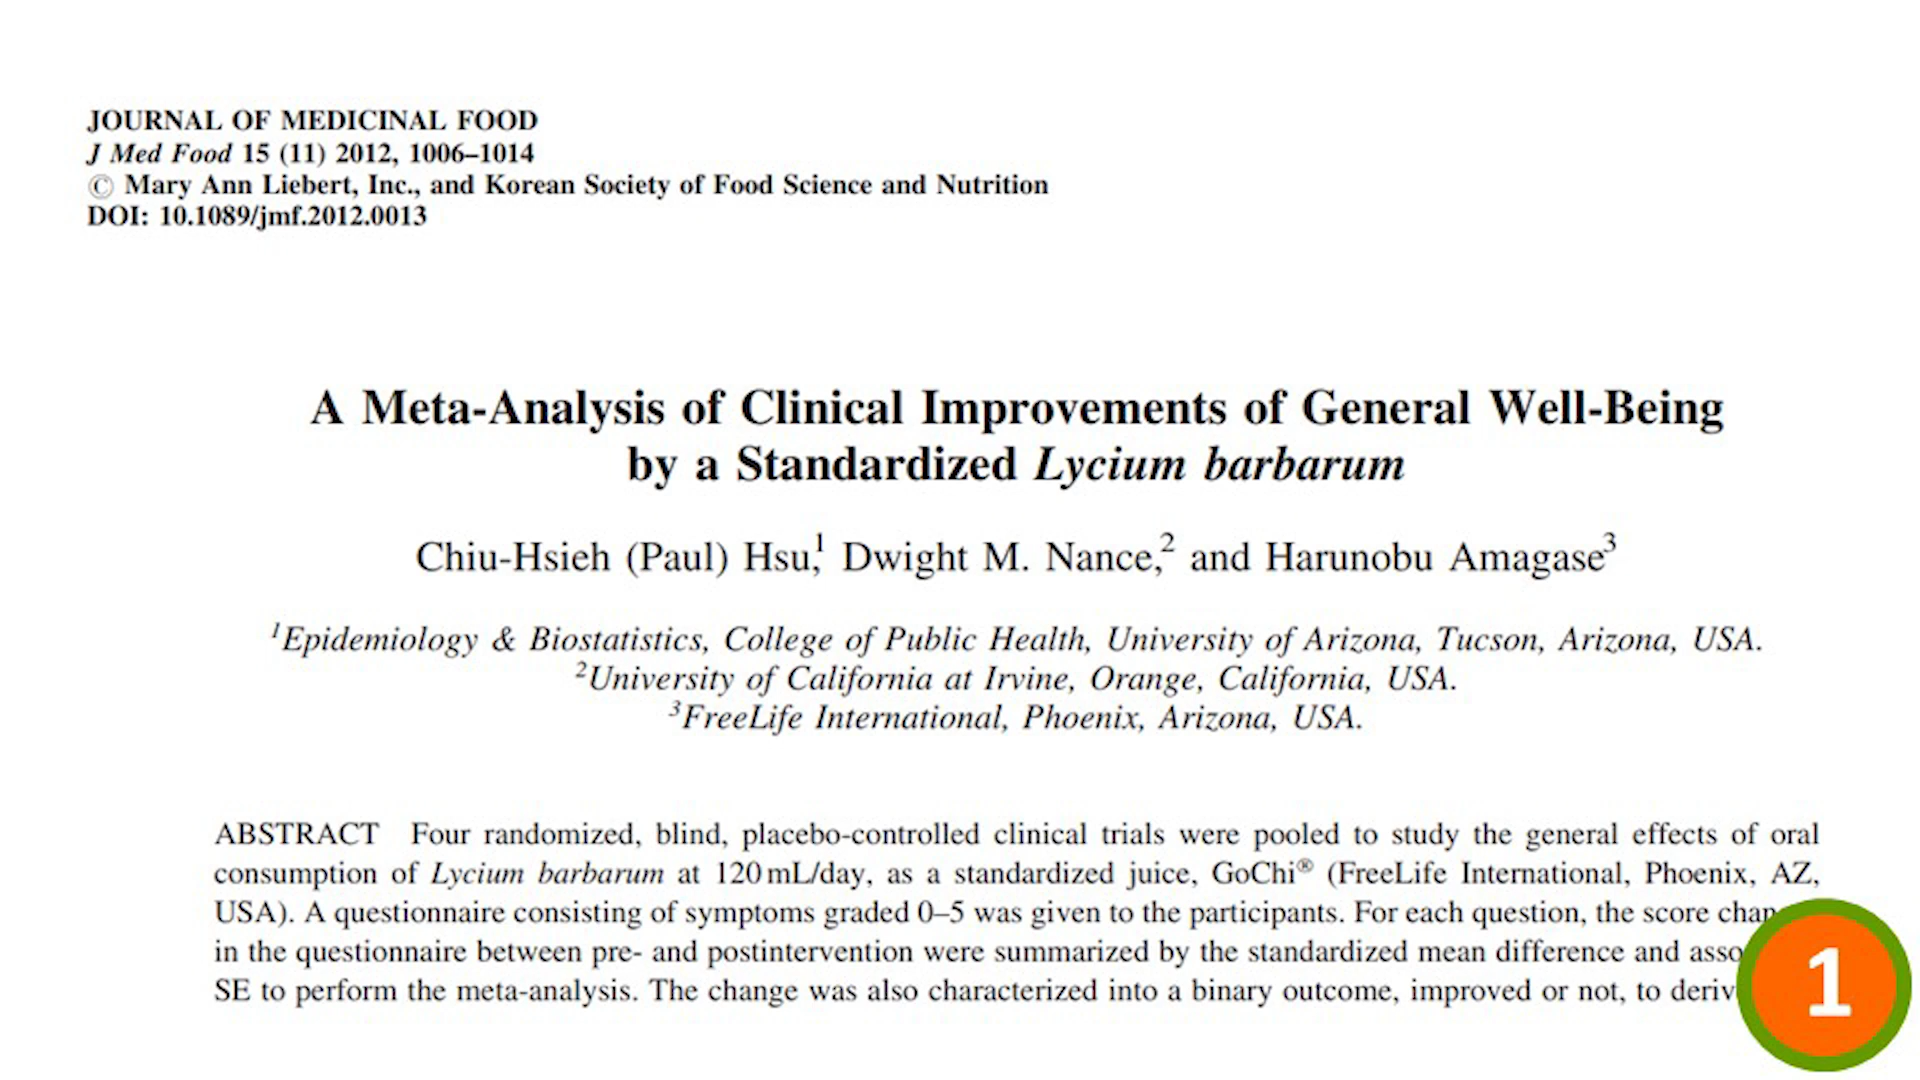 JOURNAL OF MEDICINAL FOOD
J Med Food 15 (11) 2012, 1006–1014
© Mary Ann Liebert, Inc., and Korean Society of Food Science and Nutrition
DOI: 10.1089/jmf.2012.0013
A Meta-Analysis of Clinical Improvements of General Well-Being
by a Standardized Lycium barbarum
Chiu-Hsieh (Paul) Hsu,1 Dwight M. Nance,2 and Harunobu Amagase3
1Epidemiology & Biostatistics, College of Public Health, University of Arizona, Tucson, Arizona, USA.
2University of California at Irvine, Orange, California, USA.
3FreeLife International, Phoenix, Arizona, USA.
ABSTRACT Four randomized, blind, placebo-controlled clinical trials were pooled to study the general effects of oral
consumption of Lycium barbarum at 120 mL/day, as a standardized juice, GoChi® (FreeLife International, Phoenix, AZ,
USA). A questionnaire consisting of symptoms graded 0–5 was given to the participants. For each question, the score
in the questionnaire between pre- and postintervention were summarized by the standardized mean difference and
SE to perform the meta-analysis. The change was also characterized into a binary outcome, improved or not, to
1